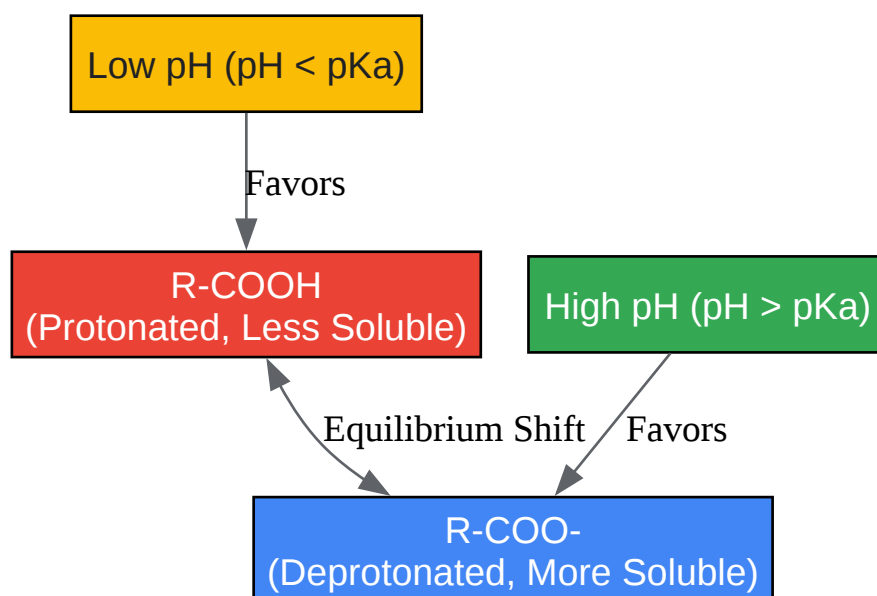 Low pH (pH < pKa)
Favors
R-COOH
(Protonated, Less Soluble)
High pH (pH > pKa)
Equilibrium Shift
Favors
R-COO-
(Deprotonated, More Soluble)